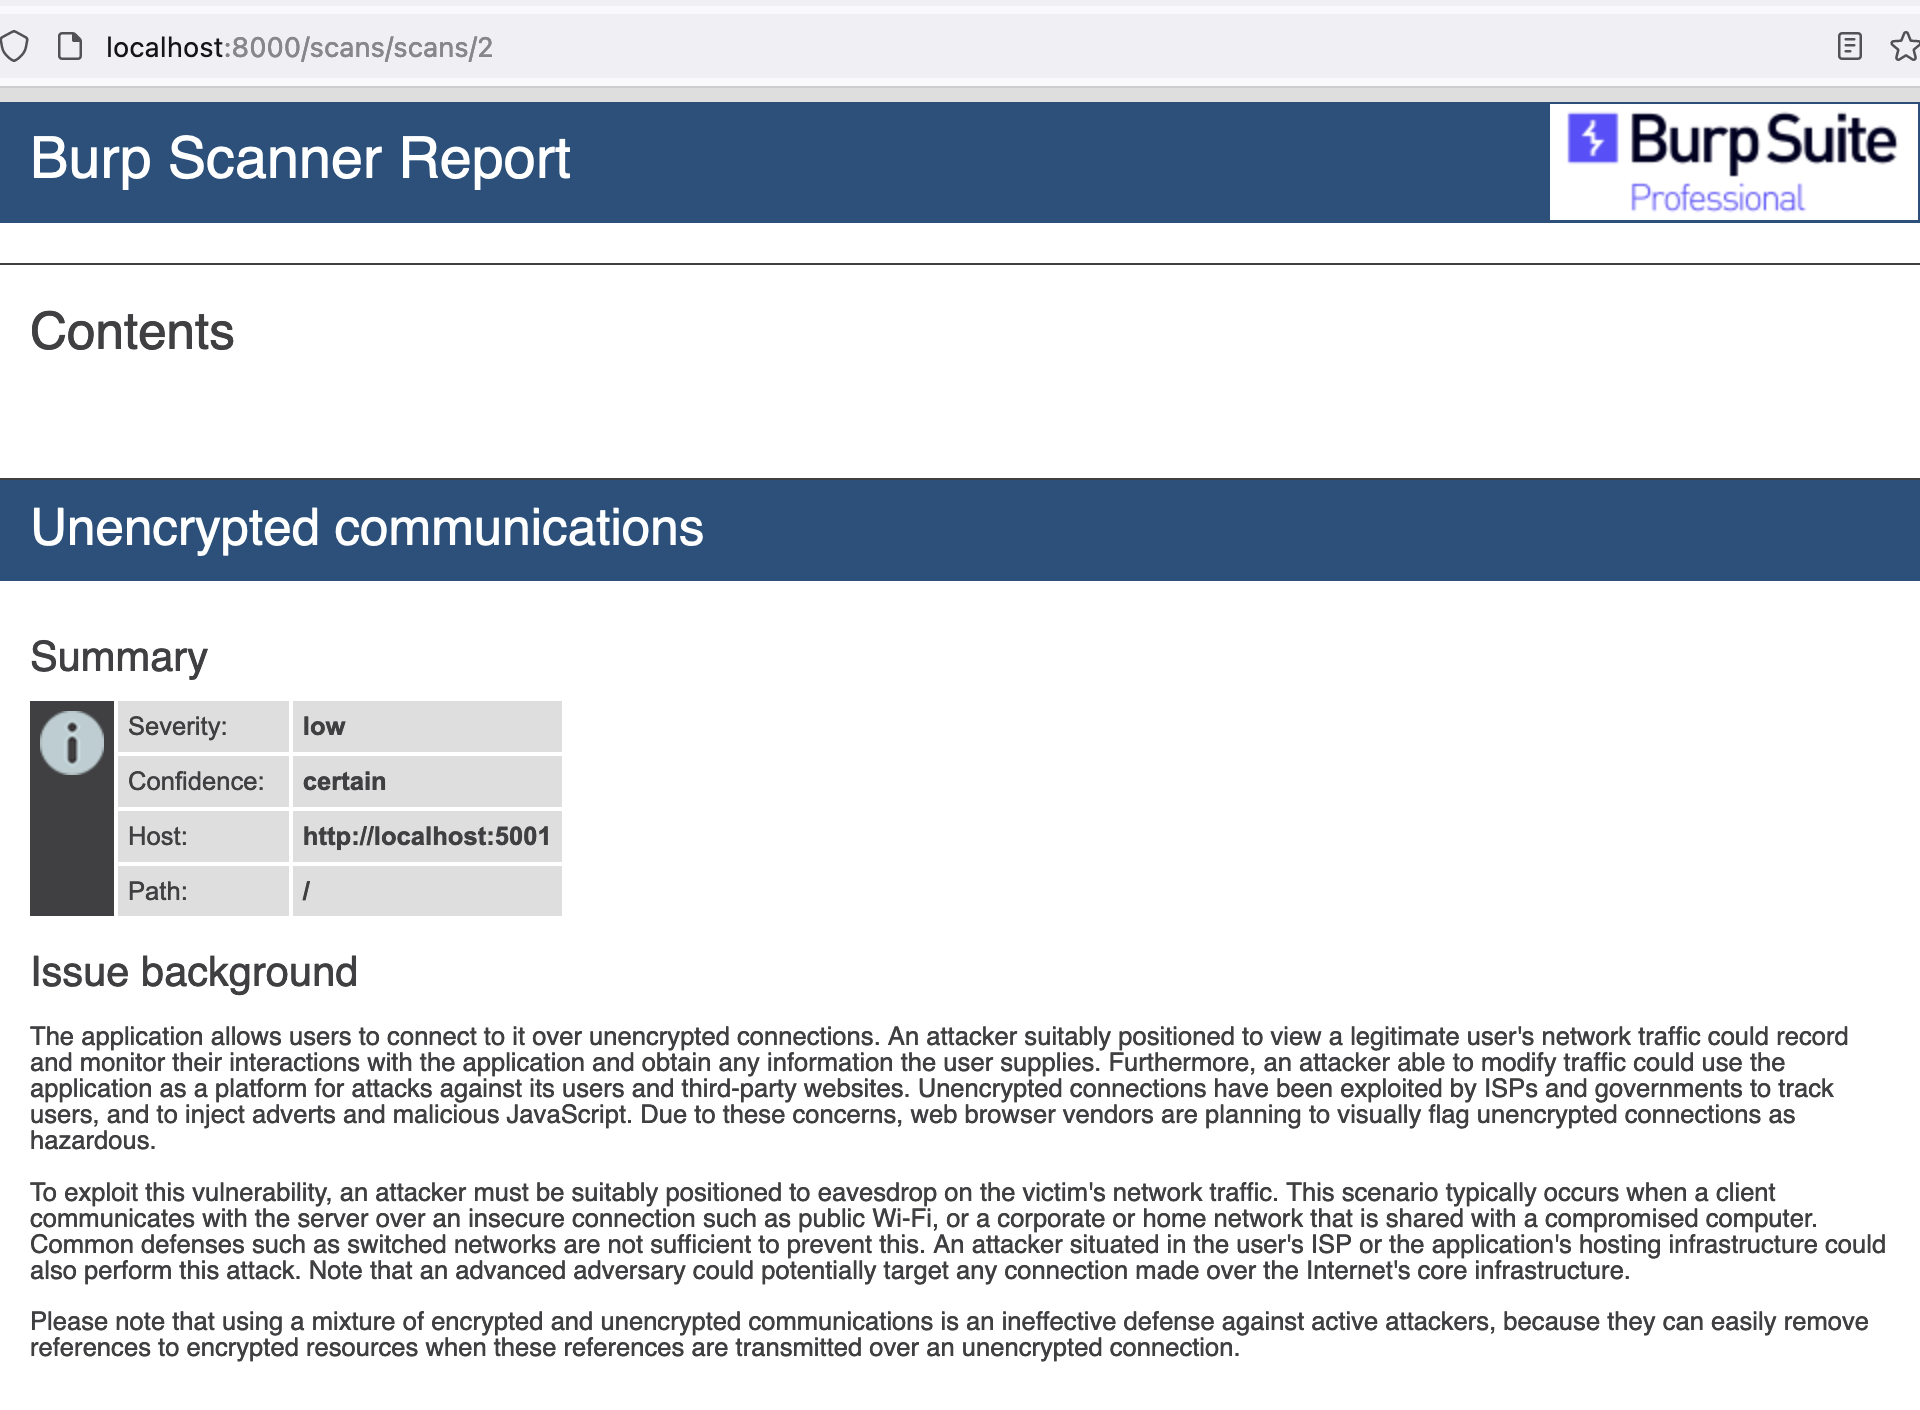 localhost:8000/scans/scans/2
Burp Scanner Report
Burp Suite
Professional
Contents
Unencrypted communications
Summary
Severity: low
Confidence: certain
Host: http://localhost:5001
Path: /
Issue background
The application allows users to connect to it over unencrypted connections. An attacker suitably positioned to view a legitimate user's network traffic could record
and monitor their interactions with the application and obtain any information the user supplies. Furthermore, an attacker able to modify traffic could use the
application as a platform for attacks against its users and third-party websites. Unencrypted connections have been exploited by ISPs and governments to track
users, and to inject adverts and malicious JavaScript. Due to these concerns, web browser vendors are planning to visually flag unencrypted connections as
hazardous.
To exploit this vulnerability, an attacker must be suitably positioned to eavesdrop on the victim's network traffic. This scenario typically occurs when a client
communicates with the server over an insecure connection such as public Wi-Fi, or a corporate or home network that is shared with a compromised computer.
Common defenses such as switched networks are not sufficient to prevent this. An attacker situated in the user's ISP or the application's hosting infrastructure could
also perform this attack. Note that an advanced adversary could potentially target any connection made over the Internet's core infrastructure.
Please note that using a mixture of encrypted and unencrypted communications is an ineffective defense against active attackers, because they can easily remove
references to encrypted resources when these references are transmitted over an unencrypted connection.